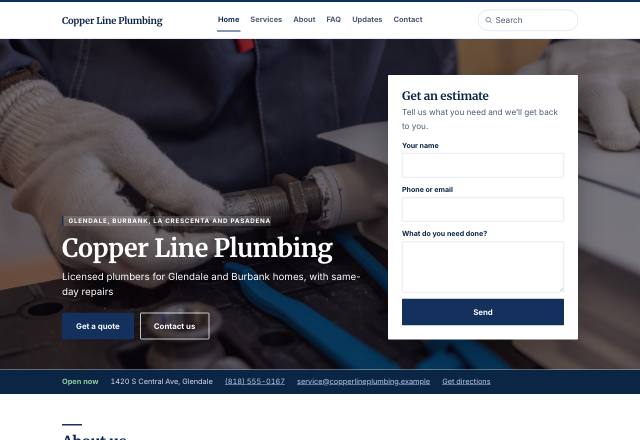 Copper Line Plumbing
Home Services About FAQ Updates Contact
Search
GLENDALE, BURBANK, LA CRESCENTA AND PASADENA
Copper Line Plumbing
Licensed plumbers for Glendale and Burbank homes, with same-
day repairs
Get a quote Contact us
Get an estimate
Tell us what you need and we'll get back
to you.
Your name
Phone or email
What do you need done?
Send
Open now 1420 S Central Ave, Glendale (818) 555-0167 service@copperlineplumbing.example Get directions
About us